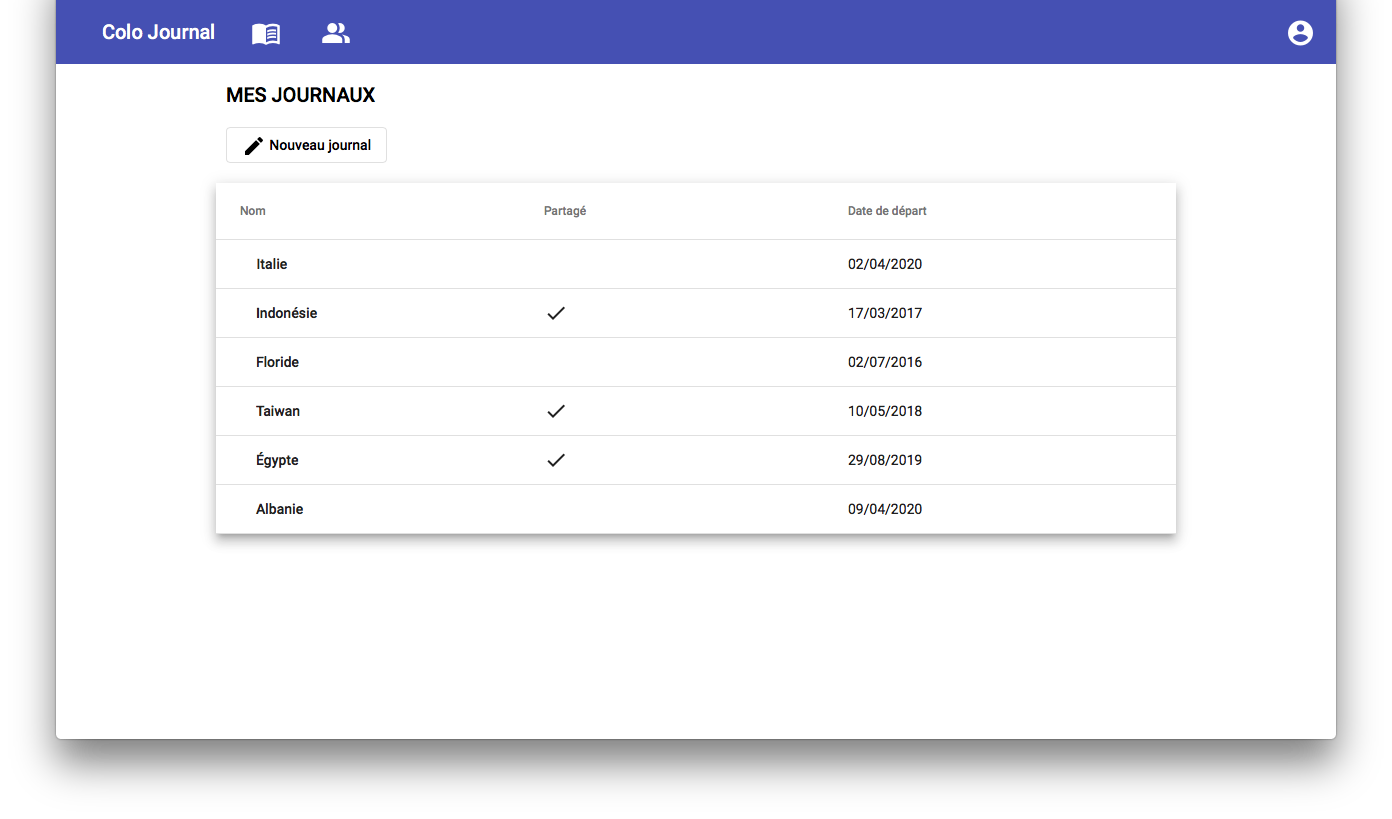 Colo Journal
MES JOURNAUX
Nouveau journal
Nom Partagé Date de départ
Italie 02/04/2020
Indonésie 17/03/2017
Floride 02/07/2016
Taiwan 10/05/2018
Égypte 29/08/2019
Albanie 09/04/2020